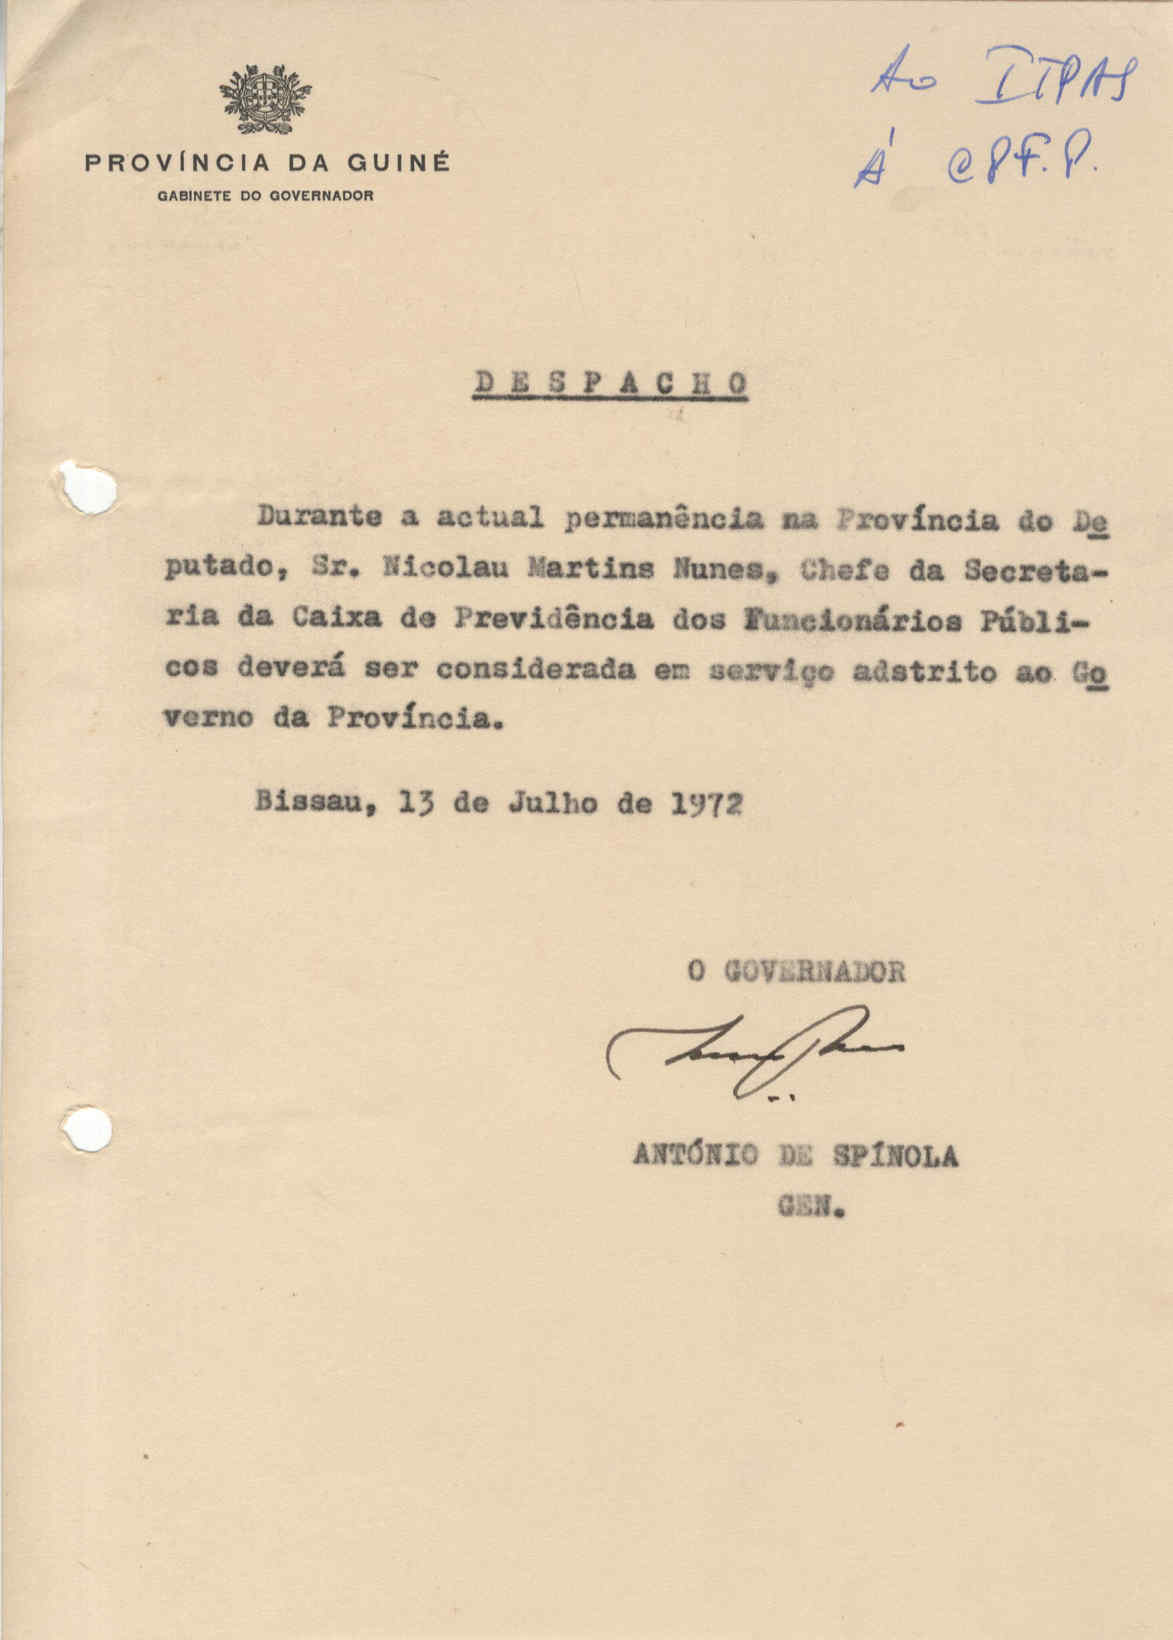 Ao ITPAS
À CPF.P.
PROVÍNCIA DA GUINÉ
GABINETE DO GOVERNADOR
DESPACHO
Durante a actual permanência na Província do De
putado, Sr. Nicolau Martins Nunes, Chefe da Secreta-
ria da Caixa de Previdência dos Funcionários Públi-
cos deverá ser considerada em serviço adstrito ao Go
verno da Província.
Bissau, 13 de Julho de 1972
O GOVERNADOR
ANTÓNIO DE SPÍNOLA
GEN.